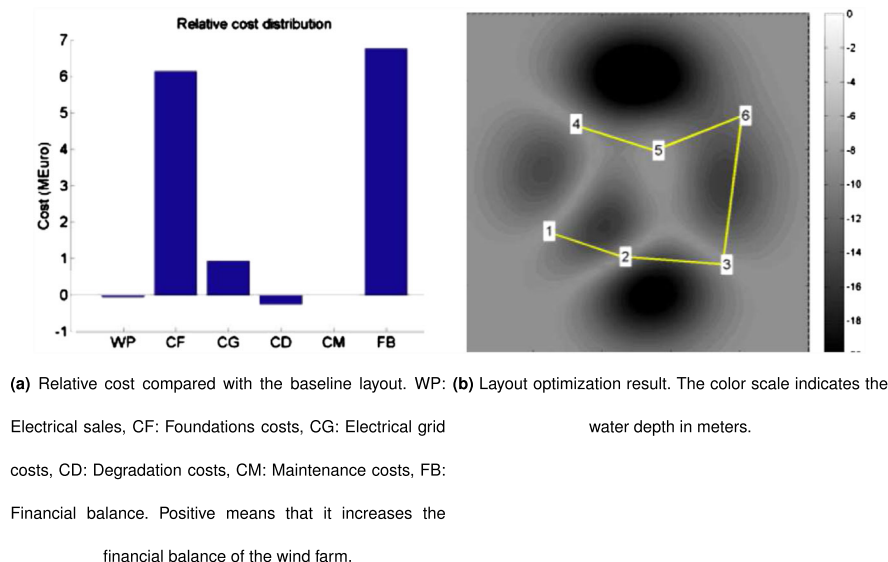 Relative cost distribution
7
6
5
4
3
2
1
0
-1
Cost (MEuro)
WP CF CG CD CM FB
4
5
6
1
2
3
0
-2
-4
-6
-8
-10
-12
-14
-16
-18
(a) Relative cost compared with the baseline layout. WP:
Electrical sales, CF: Foundations costs, CG: Electrical grid
costs, CD: Degradation costs, CM: Maintenance costs, FB:
Financial balance. Positive means that it increases the
financial balance of the wind farm.
(b) Layout optimization result. The color scale indicates the
water depth in meters.